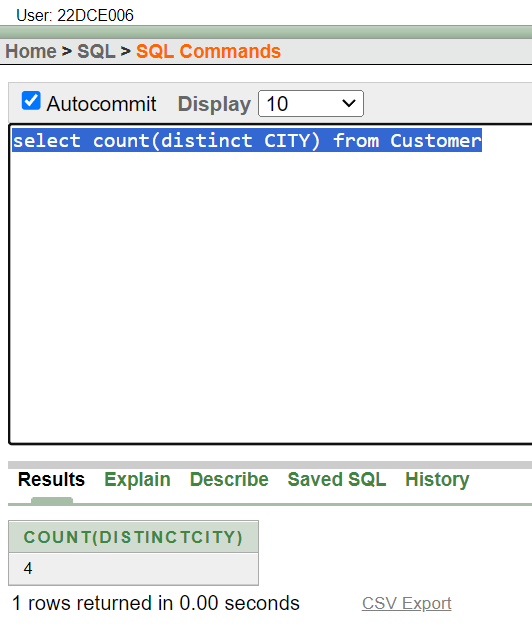 User: 22DCE006
Home > SQL > SQL Commands
Autocommit Display 10
select count(distinct CITY) from Customer
Results Explain Describe Saved SQL History
COUNT(DISTINCTCITY)
4
1 rows returned in 0.00 seconds CSV Export